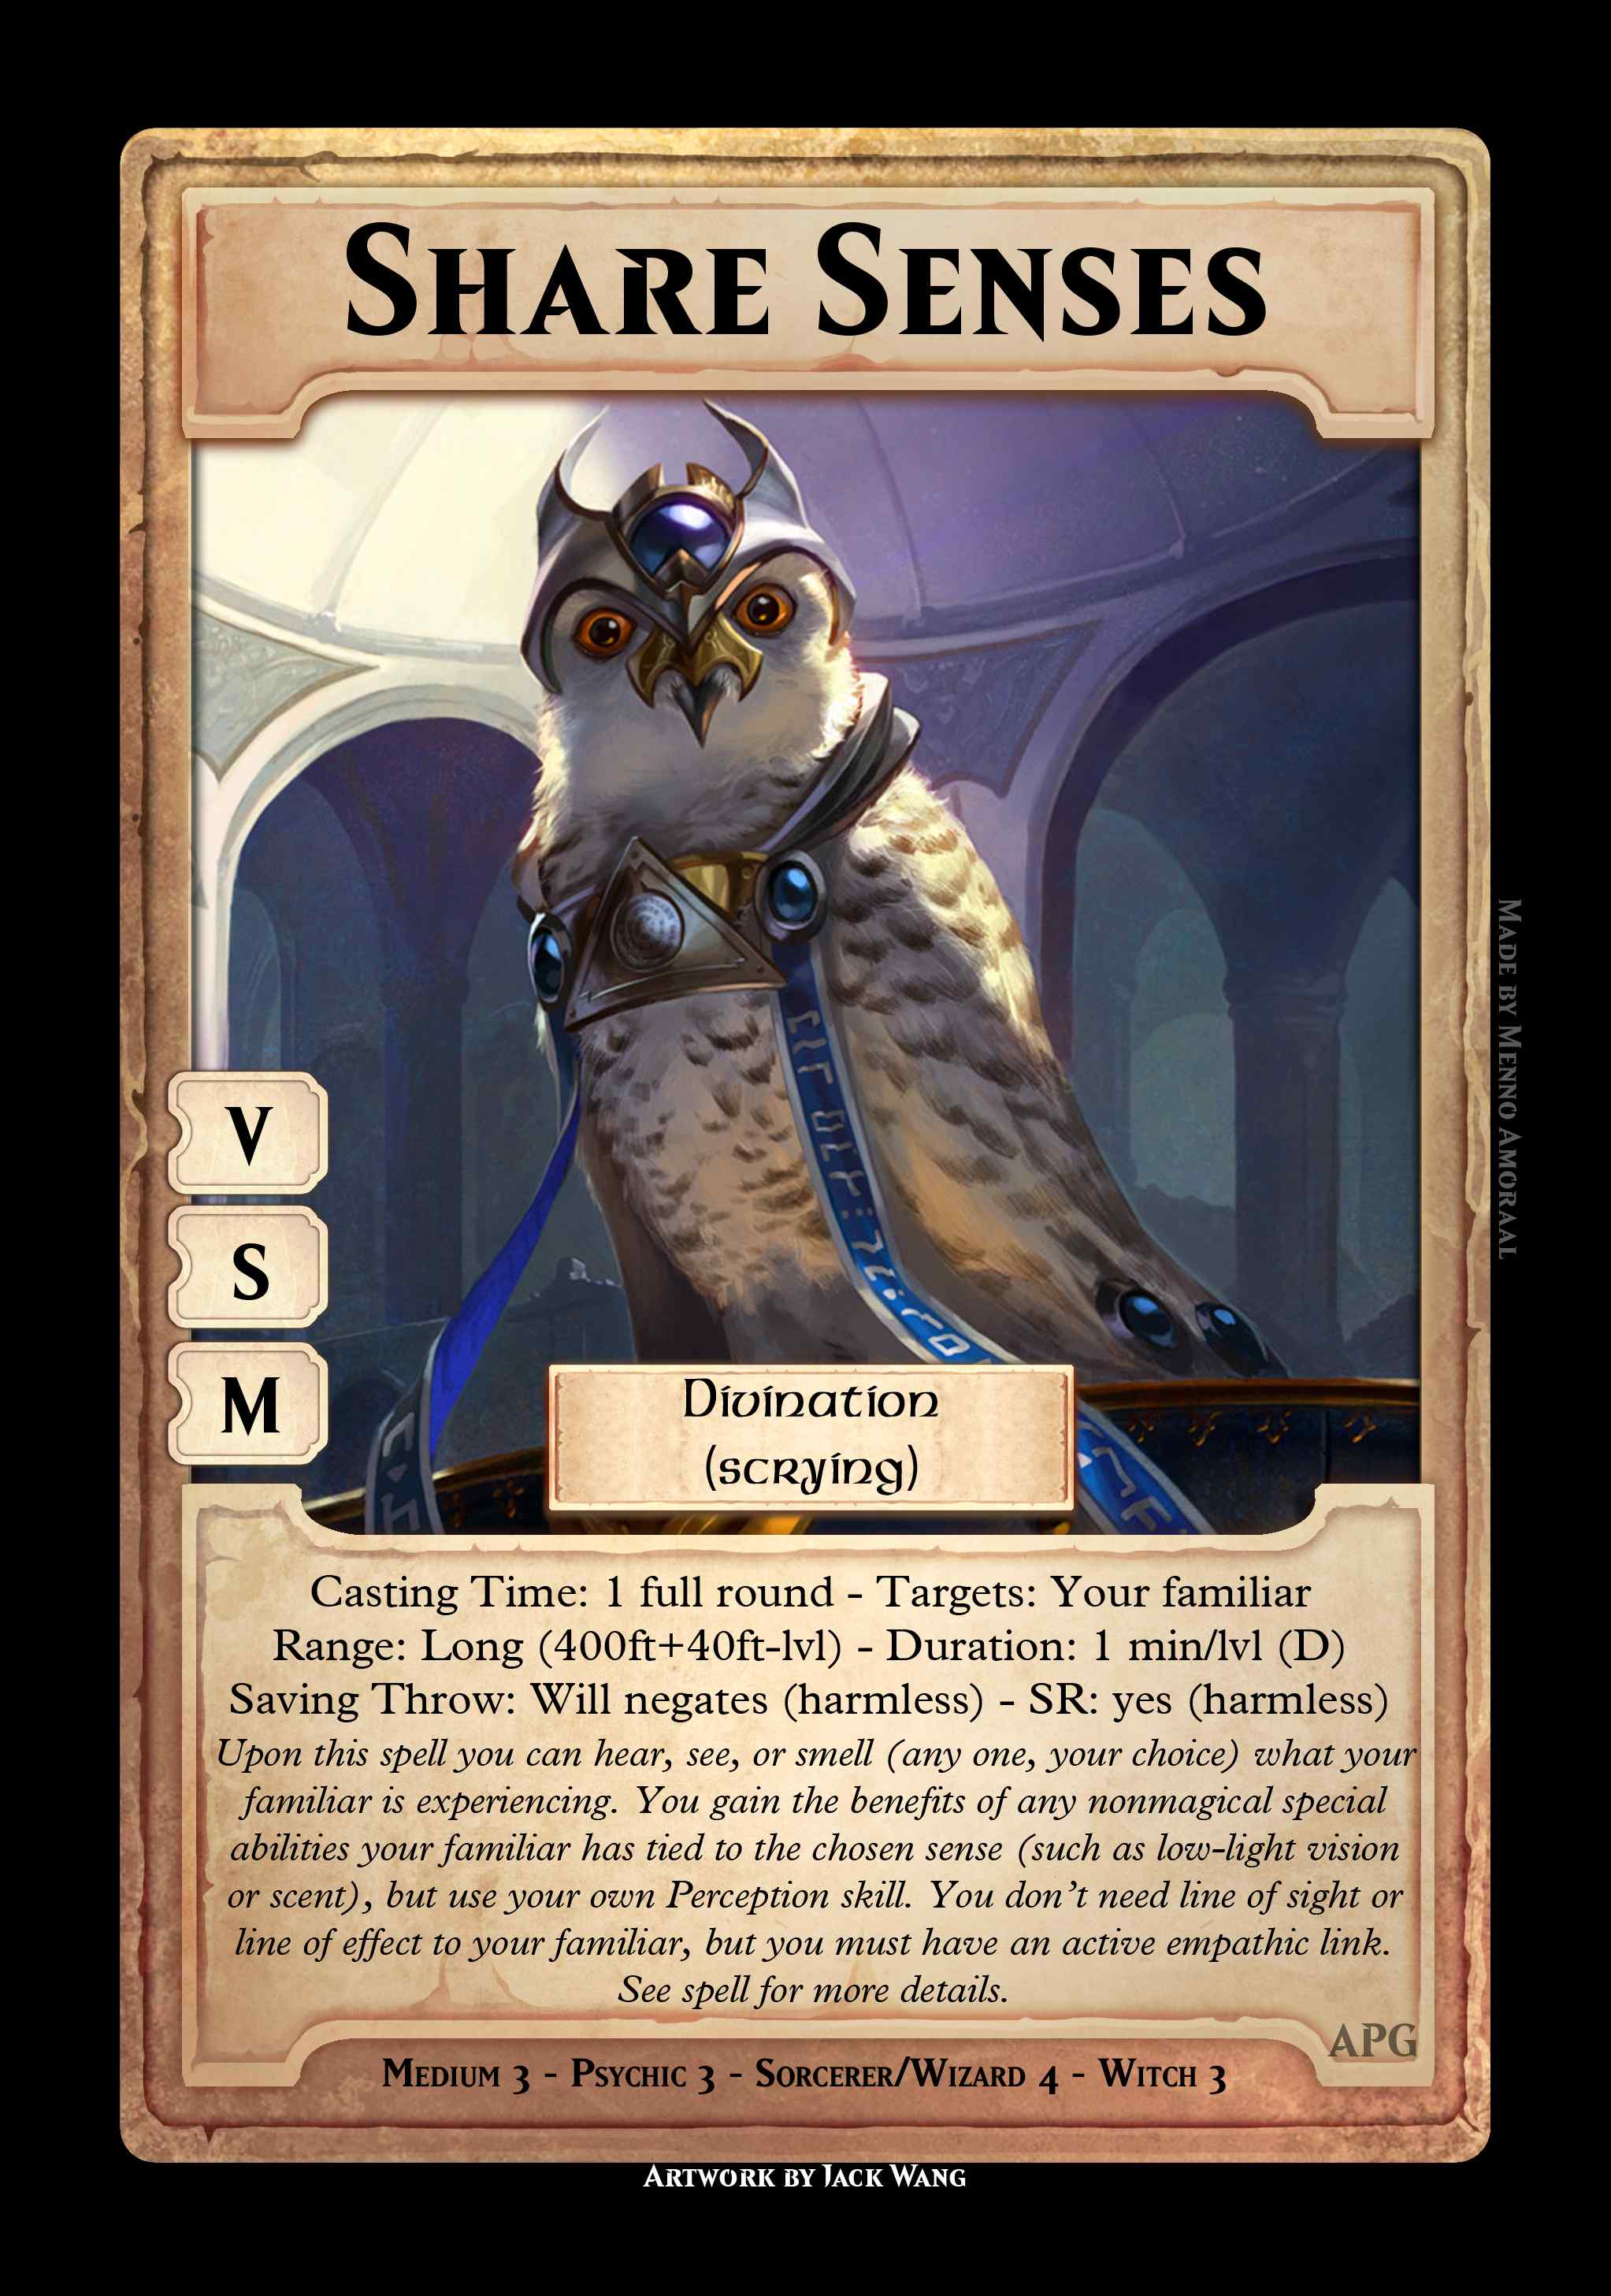 Share Senses
V
S
M
Divination
(scrying)
Casting Time: 1 full round - Targets: Your familiar
Range: Long (400ft+40ft-lvl) - Duration: 1 min/lvl (D)
Saving Throw: Will negates (harmless) - SR: yes (harmless)
Upon this spell you can hear, see, or smell (any one, your choice) what your
familiar is experiencing. You gain the benefits of any nonmagical special
abilities your familiar has tied to the chosen sense (such as low-light vision
or scent), but use your own Perception skill. You don't need line of sight or
line of effect to your familiar, but you must have an active empathic link.
See spell for more details.
APG
Medium 3 - Psychic 3 - Sorcerer/Wizard 4 - Witch 3
Artwork by Jack Wang
Made by Menno Amoraal